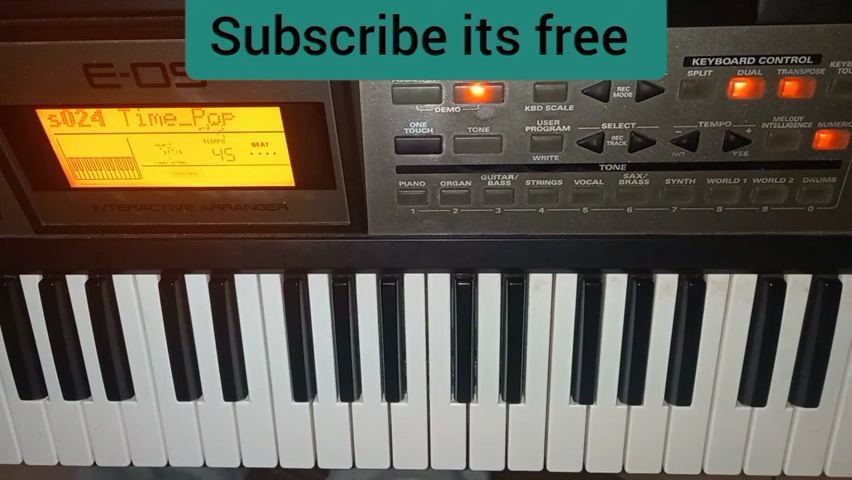 Subscribe its free
E-09
KEYBOARD CONTROL
SPLIT DUAL TRANSPOSE
DEMO KBD SCALE REC MODE
s024 Time_Pop
TEMPO 45 BEAT
ONE TOUCH
TONE
USER PROGRAM
WRITE
SELECT
REC TRACK
TEMPO
- +
NO YES
MELODY INTELLIGENCE
NUMERIC
TONE
PIANO ORGAN GUITAR/BASS STRINGS VOCAL SAX/BRASS SYNTH WORLD 1 WORLD 2 DRUMS
1 2 3 4 5 6 7 8 9 0
INTERACTIVE ARRANGER